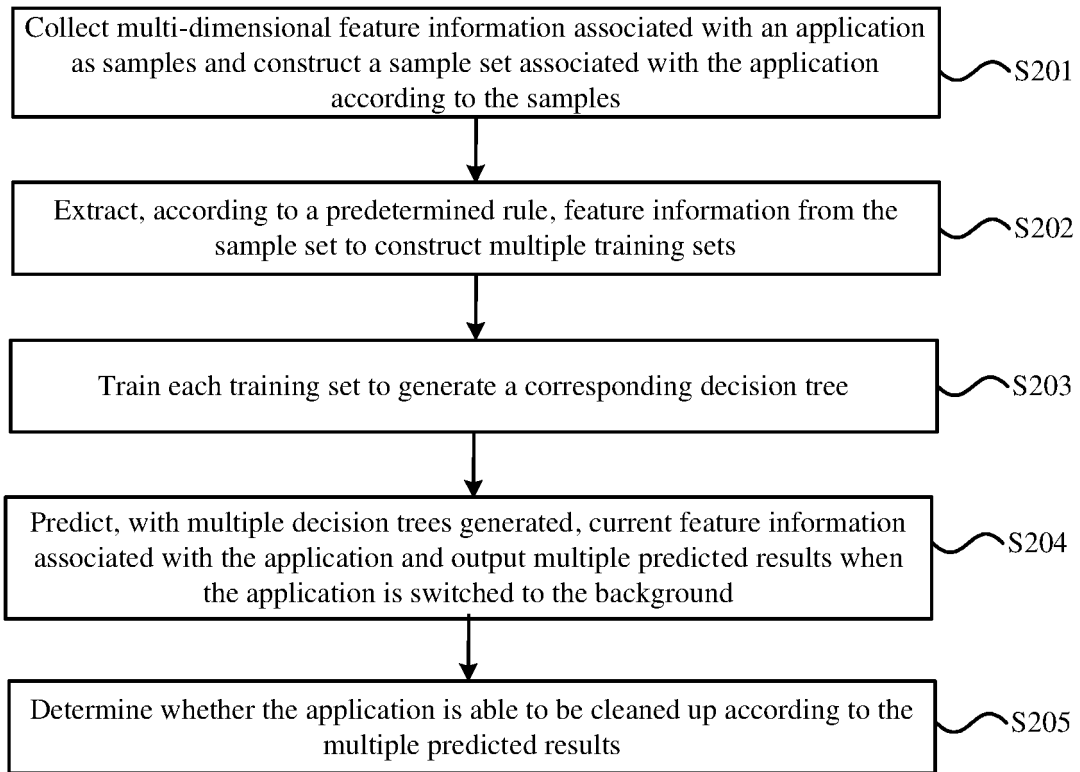 Collect multi-dimensional feature information associated with an application
as samples and construct a sample set associated with the application
according to the samples
S201
Extract, according to a predetermined rule, feature information from the
sample set to construct multiple training sets
S202
Train each training set to generate a corresponding decision tree
S203
Predict, with multiple decision trees generated, current feature information
associated with the application and output multiple predicted results when
the application is switched to the background
S204
Determine whether the application is able to be cleaned up according to the
multiple predicted results
S205